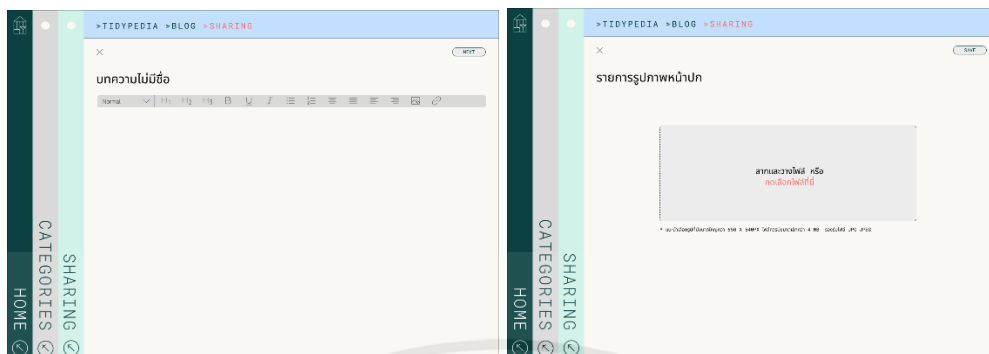 >TIDYPEDIA >BLOG >SHARING
NEXT
บทความไม่มีชื่อ
Normal H1 H2 H3 B U I
HOME
CATEGORIES
SHARING
>TIDYPEDIA >BLOG >SHARING
SAVE
รายการรูปภาพหน้าปก
ลากและวางไฟล์ หรือ
กดเลือกไฟล์ที่นี่
HOME
CATEGORIES
SHARING